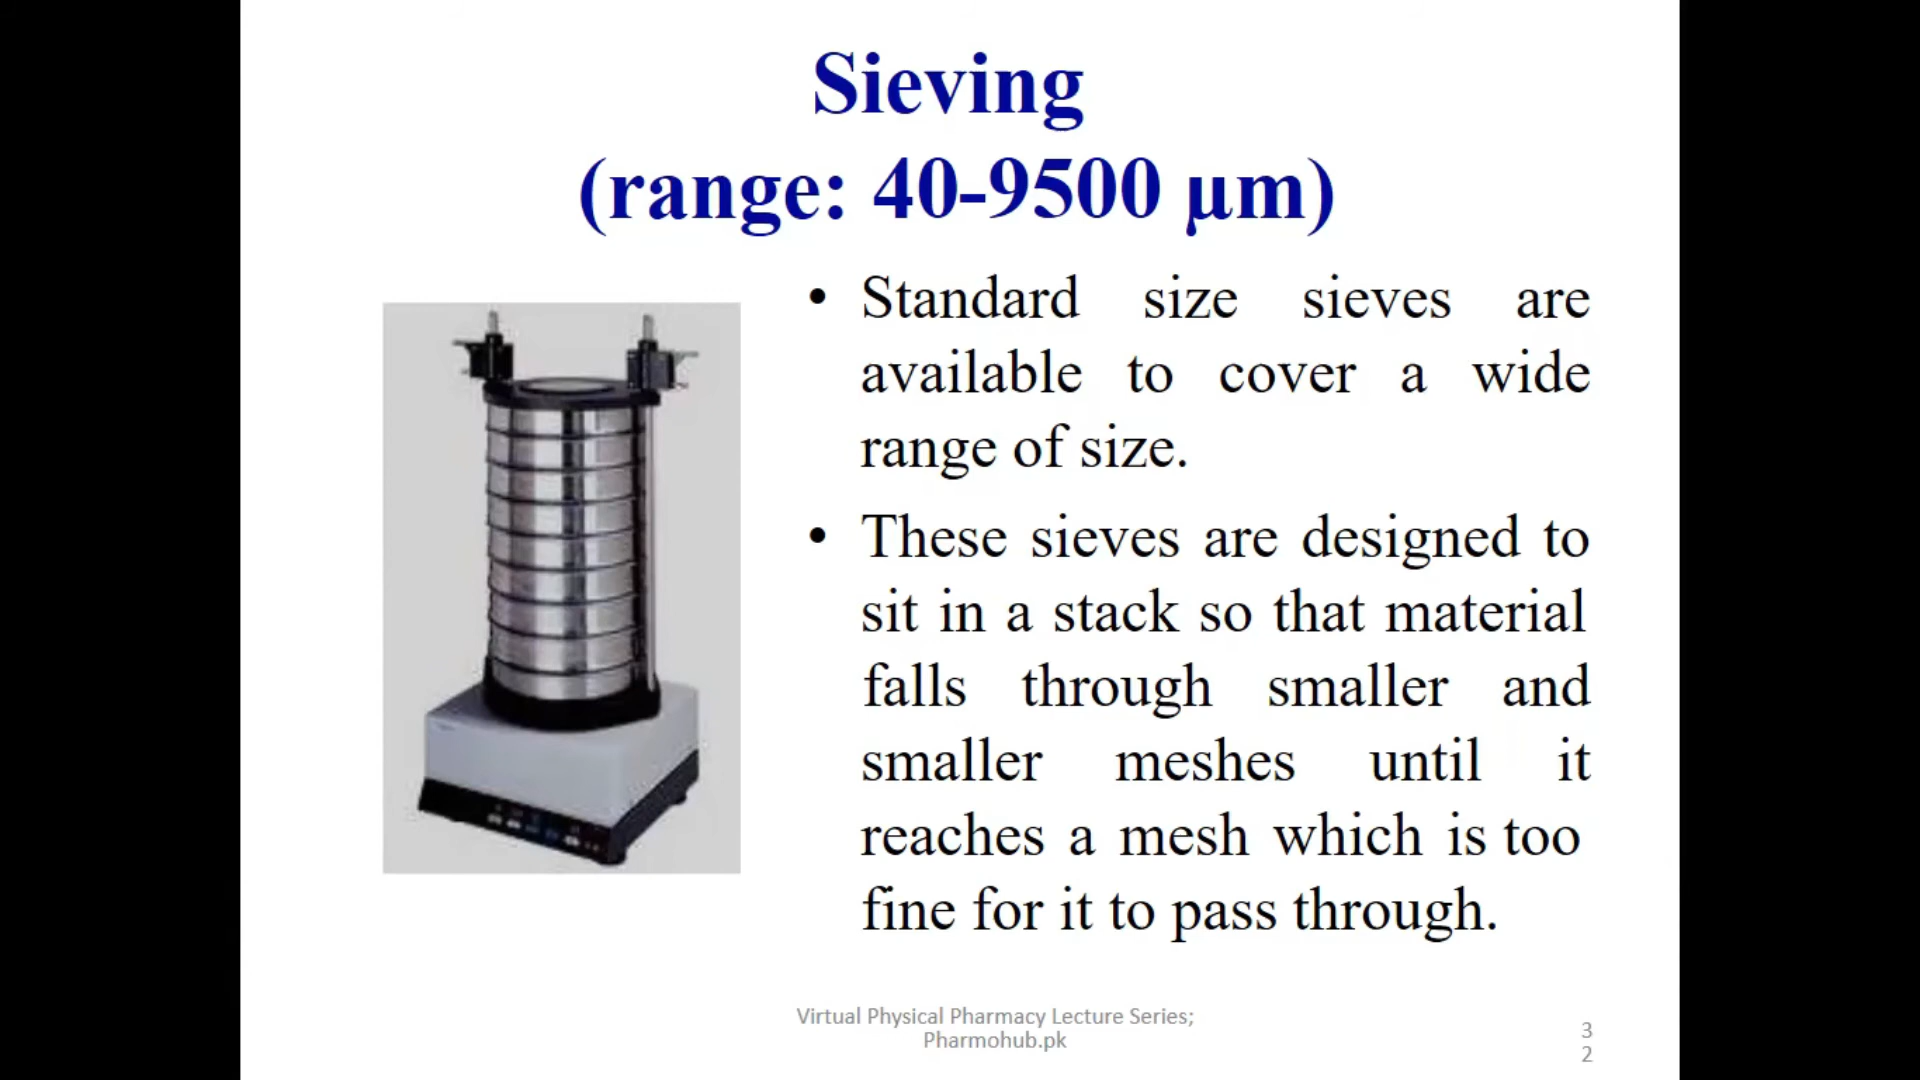 Sieving
(range: 40-9500 µm)
• Standard size sieves are
available to cover a wide
range of size.
• These sieves are designed to
sit in a stack so that material
falls through smaller and
smaller meshes until it
reaches a mesh which is too
fine for it to pass through.
Virtual Physical Pharmacy Lecture Series;
Pharmohub.pk
3
2